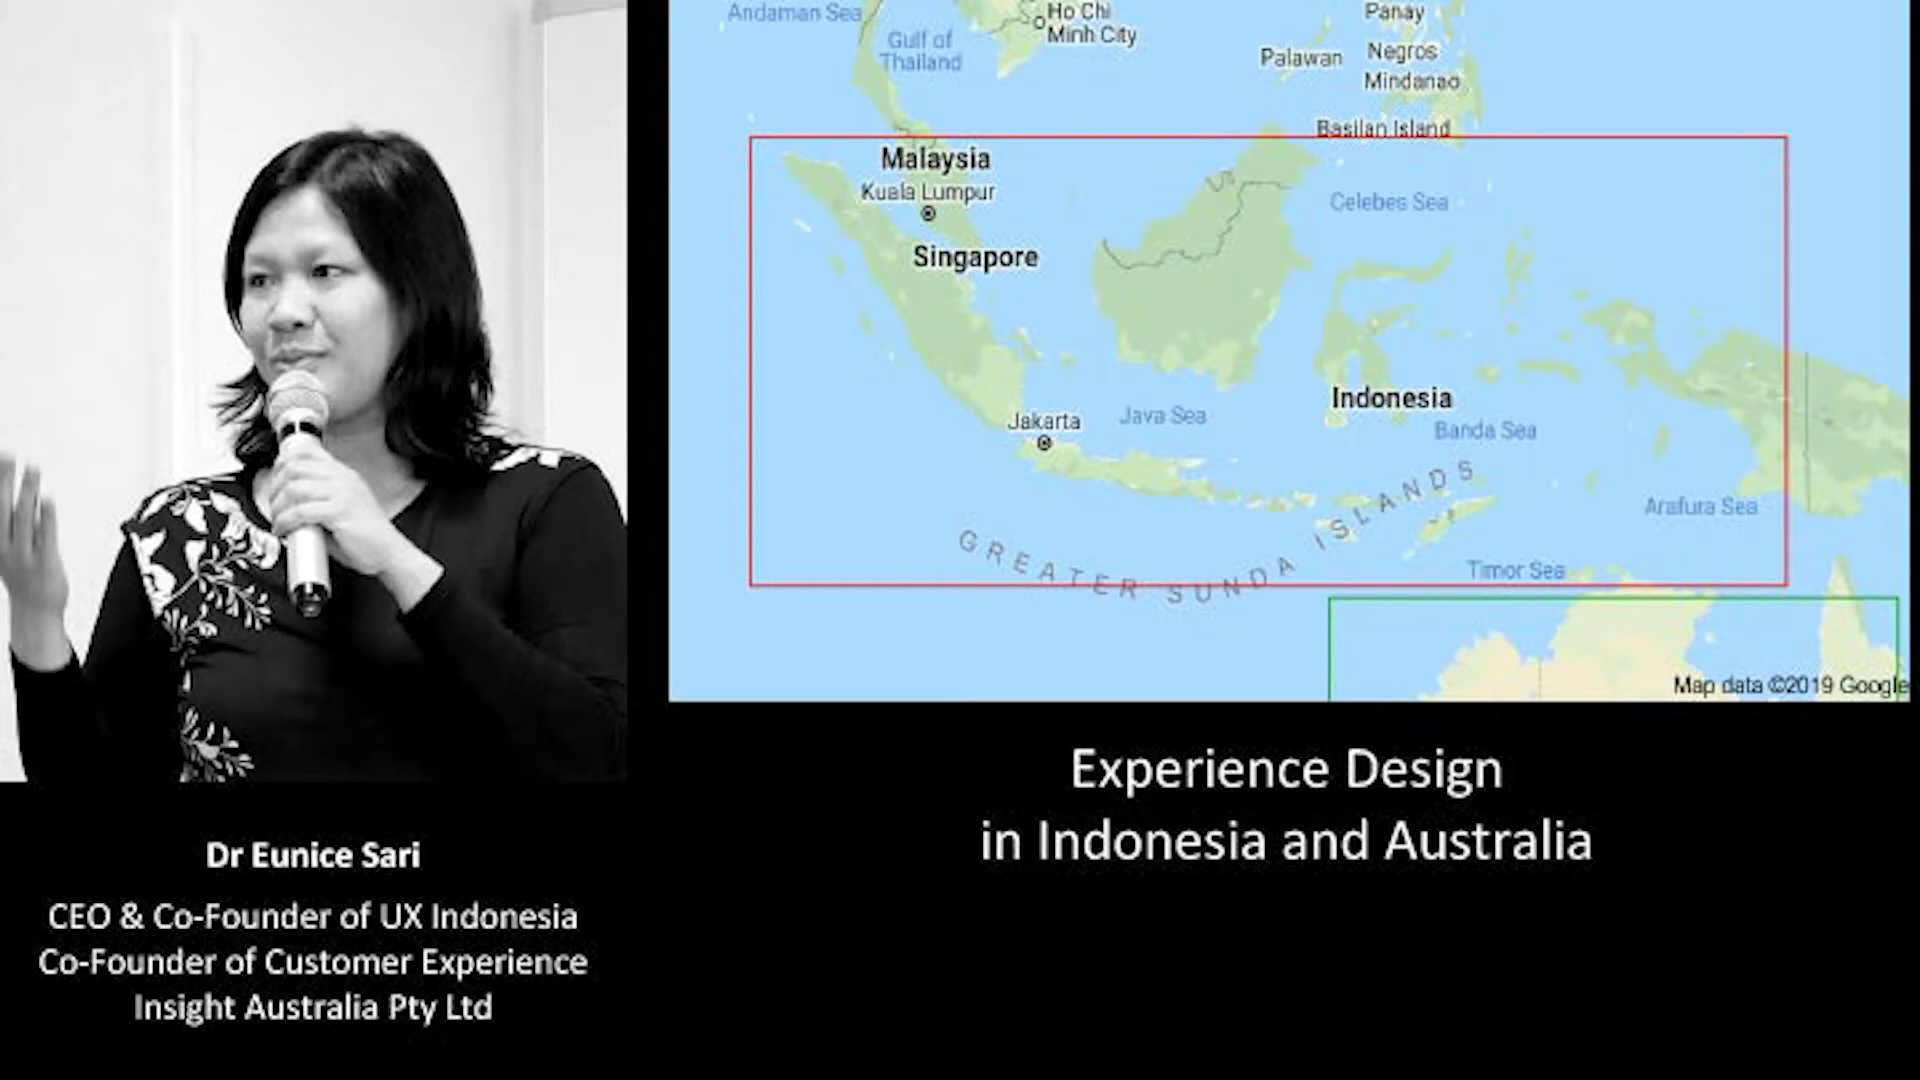 Andaman Sea
Gulf of
Thailand
Ho Chi
Minh City
Panay
Palawan
Negros
Mindanao
Basilan Island
Malaysia
Kuala Lumpur
Singapore
Celebes Sea
Indonesia
Jakarta
Java Sea
Banda Sea
GREATER SUNDA ISLANDS
Arafura Sea
Timor Sea
Map data ©2019 Google
Experience Design
in Indonesia and Australia
Dr Eunice Sari
CEO & Co-Founder of UX Indonesia
Co-Founder of Customer Experience
Insight Australia Pty Ltd